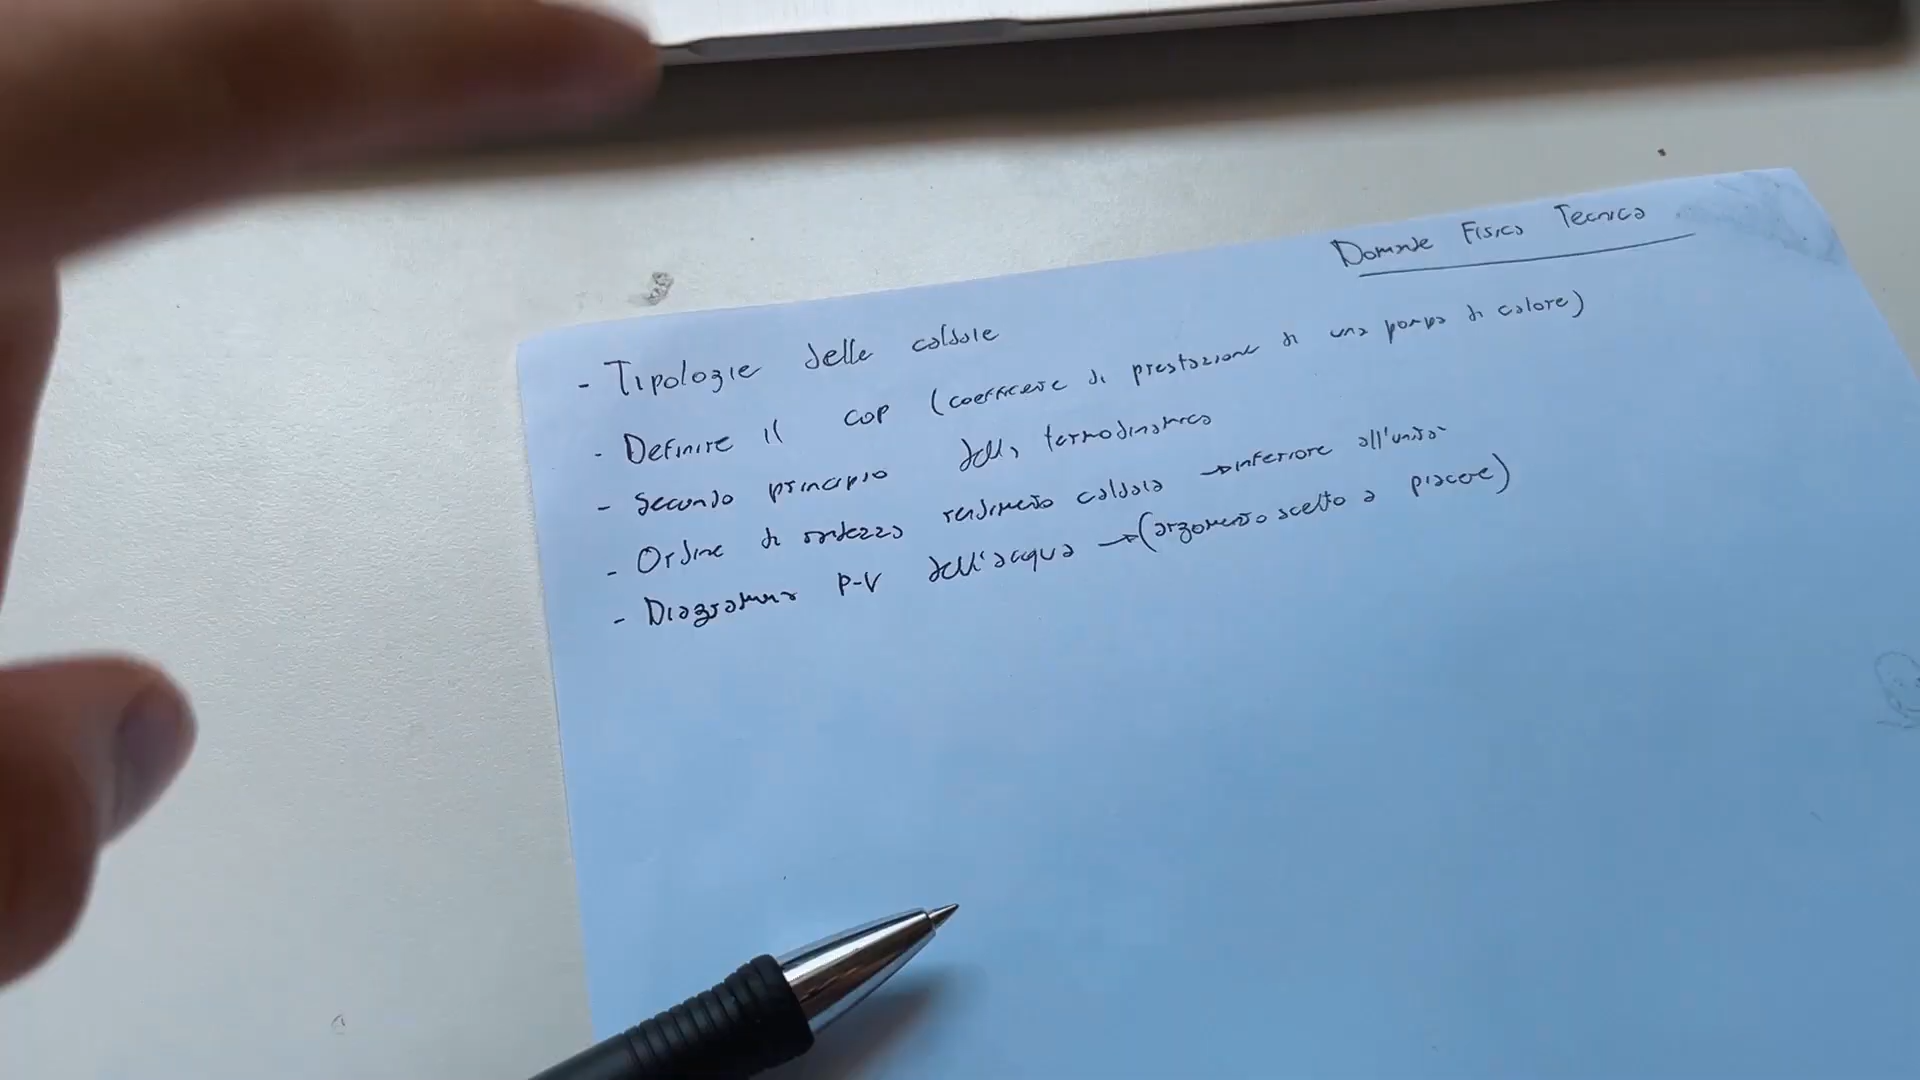 Domande Fisica Tecnica
- Tipologie delle caldaie
- Definire il COP (coefficiente di prestazione di una pompa di calore)
- Secondo principio della termodinamica
- Ordine di grandezza rendimento caldaia → inferiore all'unità
- Diagramma P-V dell'acqua → (argomento scelto a piacere)